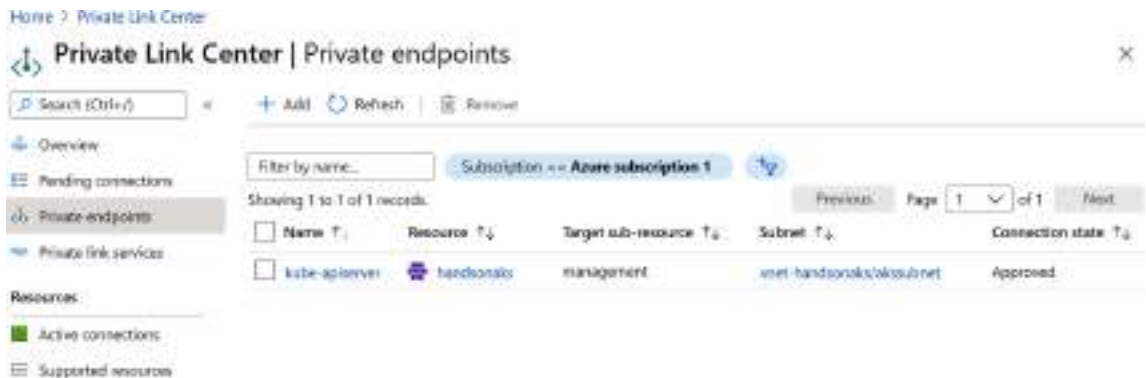 Home > Private Link Center
Private Link Center | Private endpoints
Search (Ctrl+/)
+ Add Refresh | Remove
Overview
Pending connections
Private endpoints
Private link services
Resources
Active connections
Supported resources
Filter by name...
Subscription == Azure subscription 1
Showing 1 to 1 of 1 records.
Previous Page 1 of 1 Next
Name Resource Target sub-resource Subnet Connection state
kube-apiserver handsonaks management vnet-handsonaks/akssubnet Approved